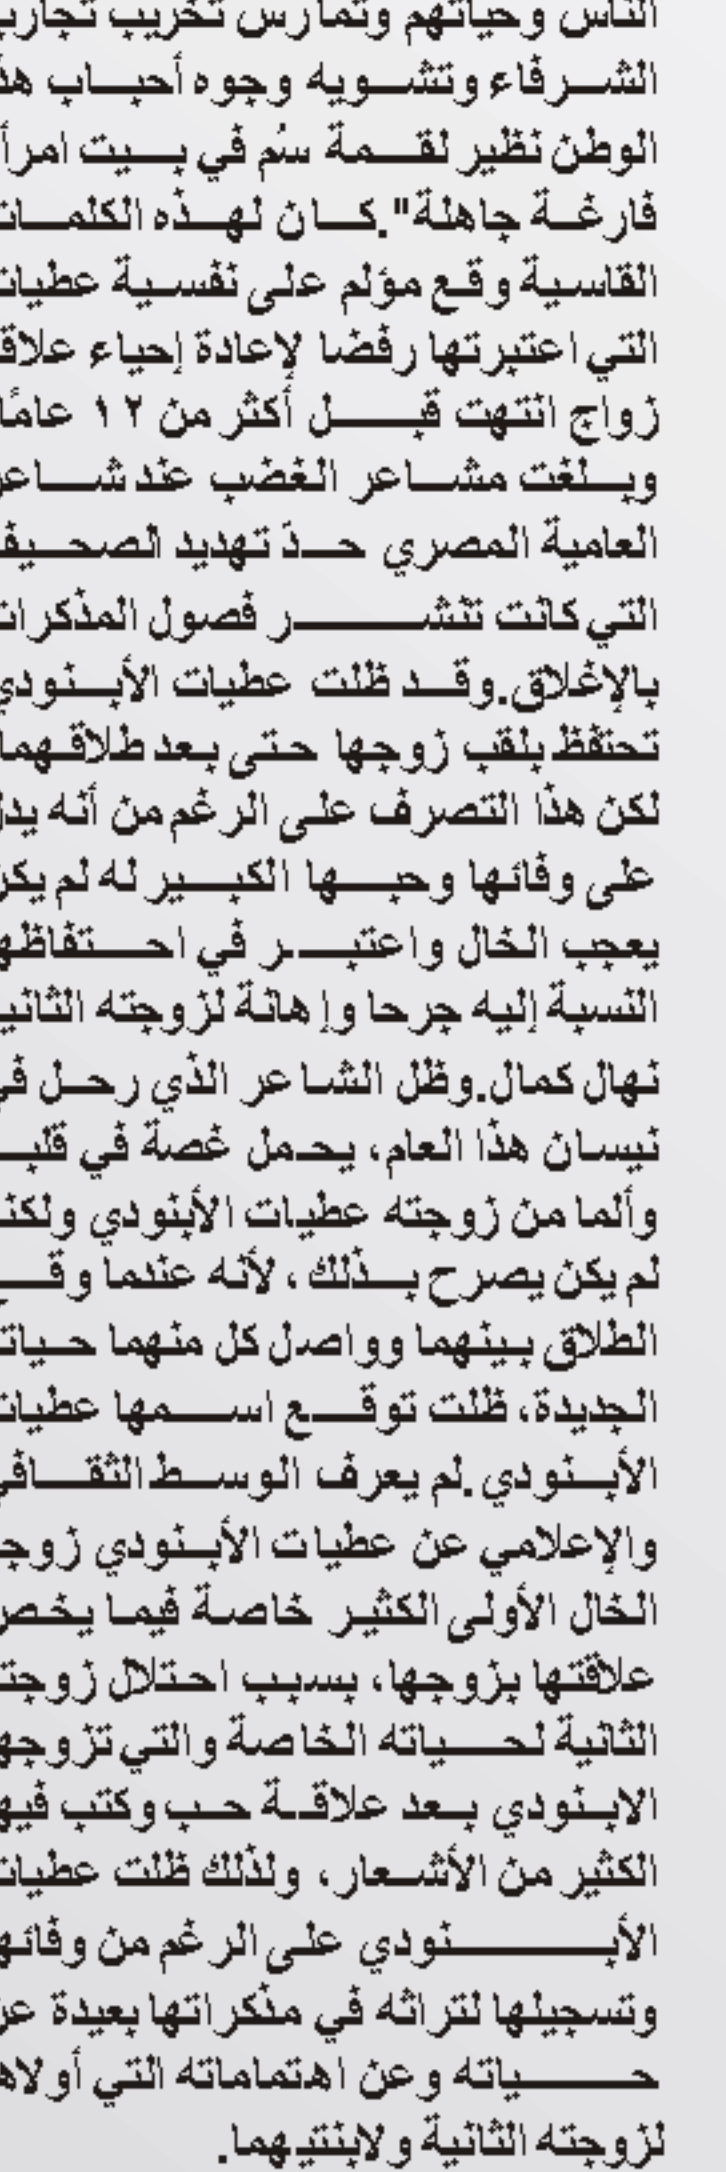 الناس وحياتهم وتمارس تخريب تجارب
الشرفاء وتشويه وجوه أحباب هذ
الوطن نظير لقمة سُم في بيت امرأ
فارغة جاهلة".كان لهذه الكلمات
القاسية وقع مؤلم على نفسية عطيات
التي اعتبرتها رفضا لإعادة إحياء علاقة
زواج انتهت قبل أكثر من ١٢ عامًا
وبلغت مشاعر الغضب عند شاعر
العامية المصري حدّ تهديد الصحيفة
التي كانت تنشر فصول المذكرات
بالإغلاق.وقد ظلت عطيات الأبنودي
تحتفظ بلقب زوجها حتى بعد طلاقهما
لكن هذا التصرف على الرغم من أنه يدل
على وفائها وحبها الكبير له لم يكن
يعجب الخال واعتبر في احتفاظها
النسبة إليه جرحا وإهانة لزوجته الثانية
نهال كمال.وظل الشاعر الذي رحل في
نيسان هذا العام، يحمل غصة في قلبه
وألما من زوجته عطيات الأبنودي ولكنه
لم يكن يصرح بذلك، لأنه عندما وقع
الطلاق بينهما وواصل كل منهما حياته
الجديدة، ظلت توقع اسمها عطيات
الأبنودي.لم يعرف الوسط الثقافي
والإعلامي عن عطيات الأبنودي زوجة
الخال الأولى الكثير خاصة فيما يخص
علاقتها بزوجها، بسبب احتلال زوجته
الثانية لحياته الخاصة والتي تزوجها
الابنودي بعد علاقة حب وكتب فيها
الكثير من الأشعار، ولذلك ظلت عطيات
الأبنودي على الرغم من وفائها
وتسجيلها لتراثه في مذكراتها بعيدة عن
حياته وعن اهتماماته التي أولاها
لزوجته الثانية ولابنتيهما.